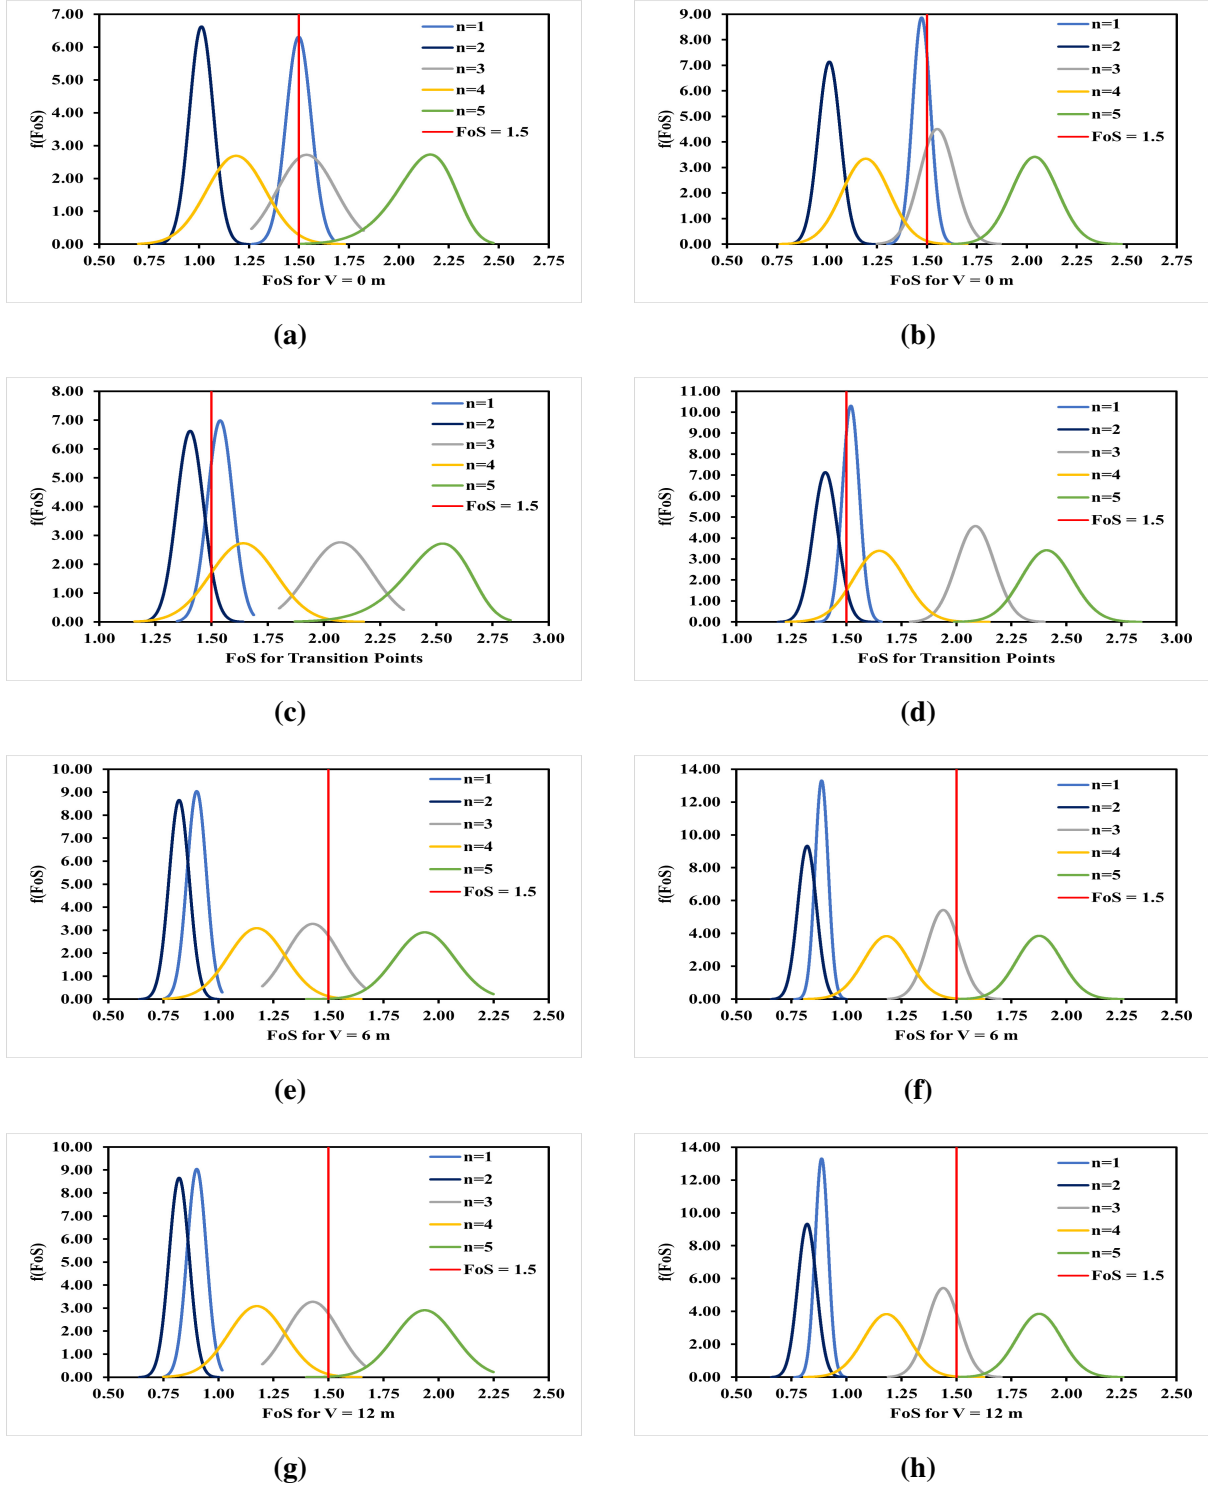 7.00
6.00
5.00
4.00
3.00
2.00
1.00
0.00
f(FoS)
n=1
n=2
n=3
n=4
n=5
FoS = 1.5
0.50 0.75 1.00 1.25 1.50 1.75 2.00 2.25 2.50 2.75
FoS for V = 0 m
(a)
9.00
8.00
7.00
6.00
5.00
4.00
3.00
2.00
1.00
0.00
f(FoS)
n=1
n=2
n=3
n=4
n=5
FoS = 1.5
0.50 0.75 1.00 1.25 1.50 1.75 2.00 2.25 2.50 2.75
FoS for V = 0 m
(b)
8.00
7.00
6.00
5.00
4.00
3.00
2.00
1.00
0.00
f(FoS)
n=1
n=2
n=3
n=4
n=5
FoS = 1.5
1.00 1.25 1.50 1.75 2.00 2.25 2.50 2.75 3.00
FoS for Transition Points
(c)
11.00
10.00
9.00
8.00
7.00
6.00
5.00
4.00
3.00
2.00
1.00
0.00
f(FoS)
n=1
n=2
n=3
n=4
n=5
FoS = 1.5
1.00 1.25 1.50 1.75 2.00 2.25 2.50 2.75 3.00
FoS for Transition Points
(d)
10.00
9.00
8.00
7.00
6.00
5.00
4.00
3.00
2.00
1.00
0.00
f(FoS)
n=1
n=2
n=3
n=4
n=5
FoS = 1.5
0.50 0.75 1.00 1.25 1.50 1.75 2.00 2.25 2.50
FoS for V = 6 m
(e)
14.00
12.00
10.00
8.00
6.00
4.00
2.00
0.00
f(FoS)
n=1
n=2
n=3
n=4
n=5
FoS = 1.5
0.50 0.75 1.00 1.25 1.50 1.75 2.00 2.25 2.50
FoS for V = 6 m
(f)
10.00
9.00
8.00
7.00
6.00
5.00
4.00
3.00
2.00
1.00
0.00
f(FoS)
n=1
n=2
n=3
n=4
n=5
FoS = 1.5
0.50 0.75 1.00 1.25 1.50 1.75 2.00 2.25 2.50
FoS for V = 12 m
(g)
14.00
12.00
10.00
8.00
6.00
4.00
2.00
0.00
f(FoS)
n=1
n=2
n=3
n=4
n=5
FoS = 1.5
0.50 0.75 1.00 1.25 1.50 1.75 2.00 2.25 2.50
FoS for V = 12 m
(h)